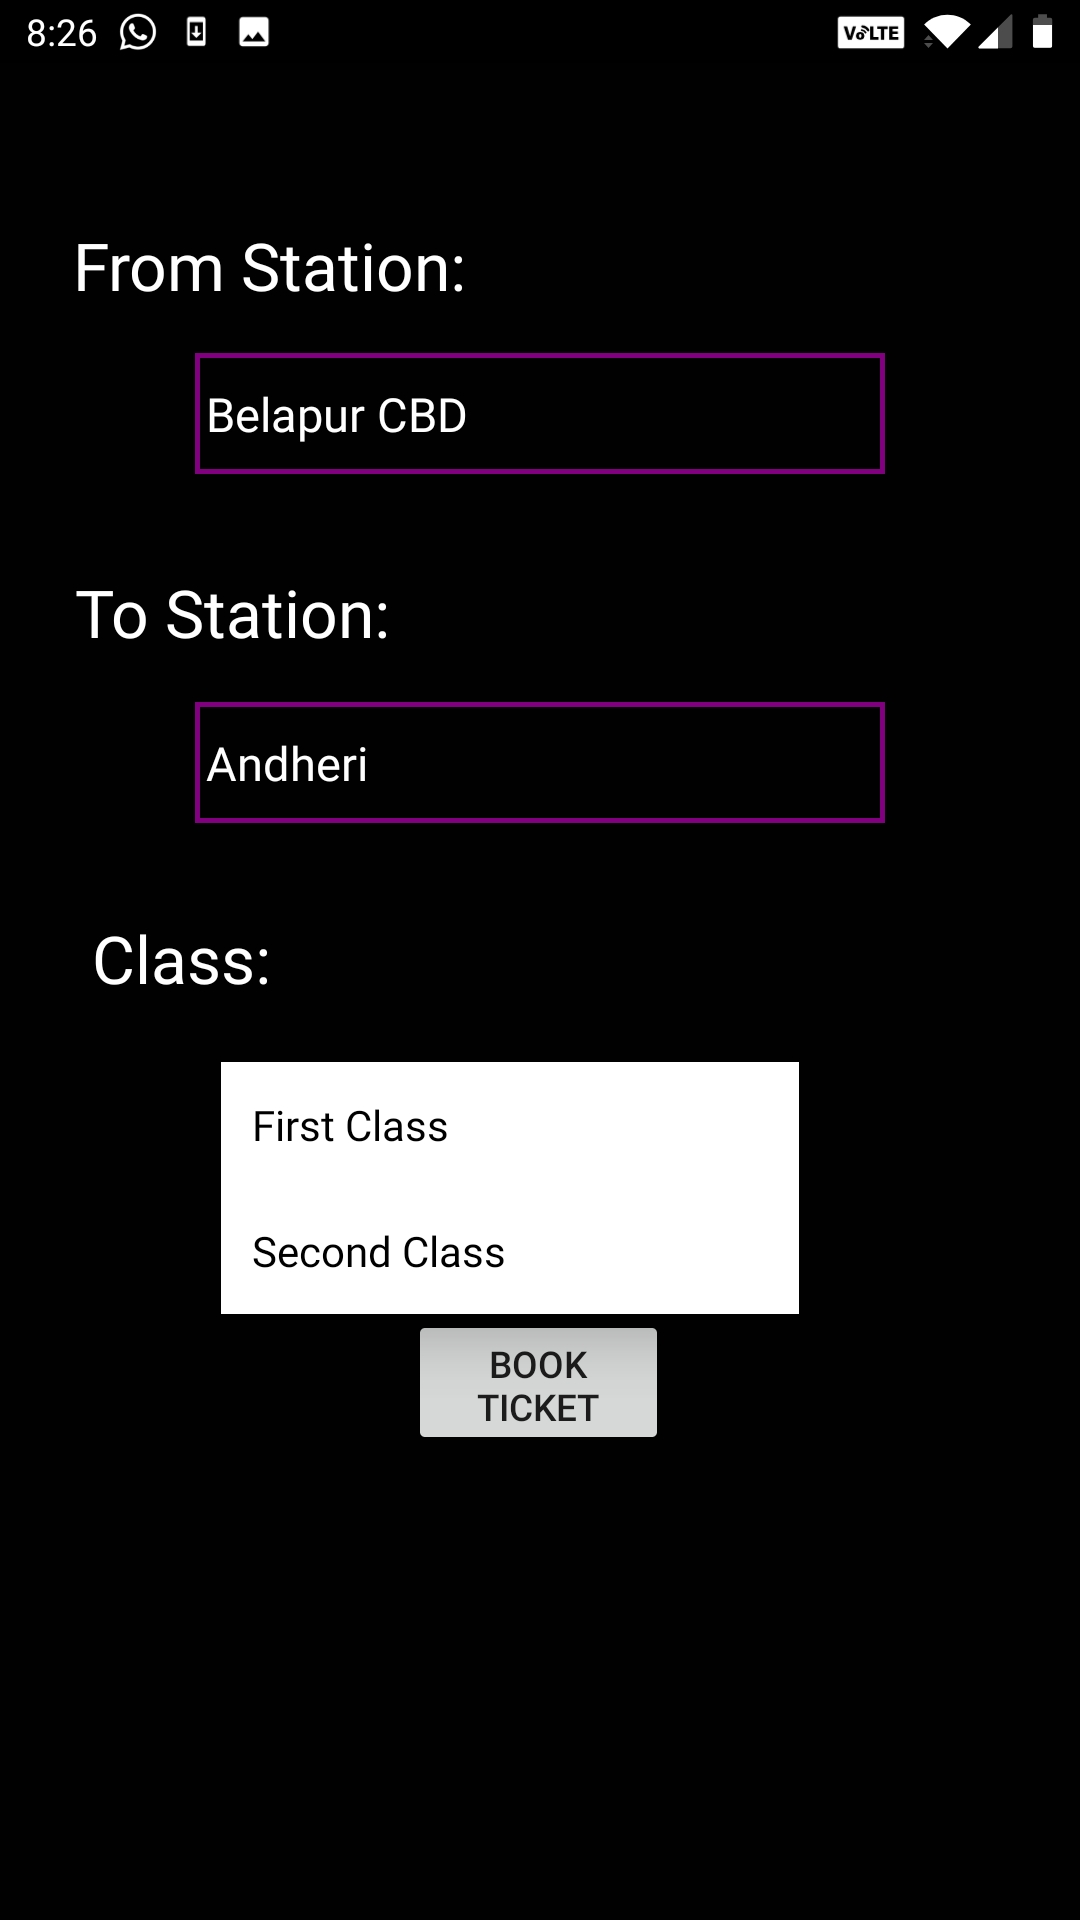 8:26 VoLTE
From Station:
Belapur CBD
To Station:
Andheri
Class:
First Class
Second Class
BOOK
TICKET